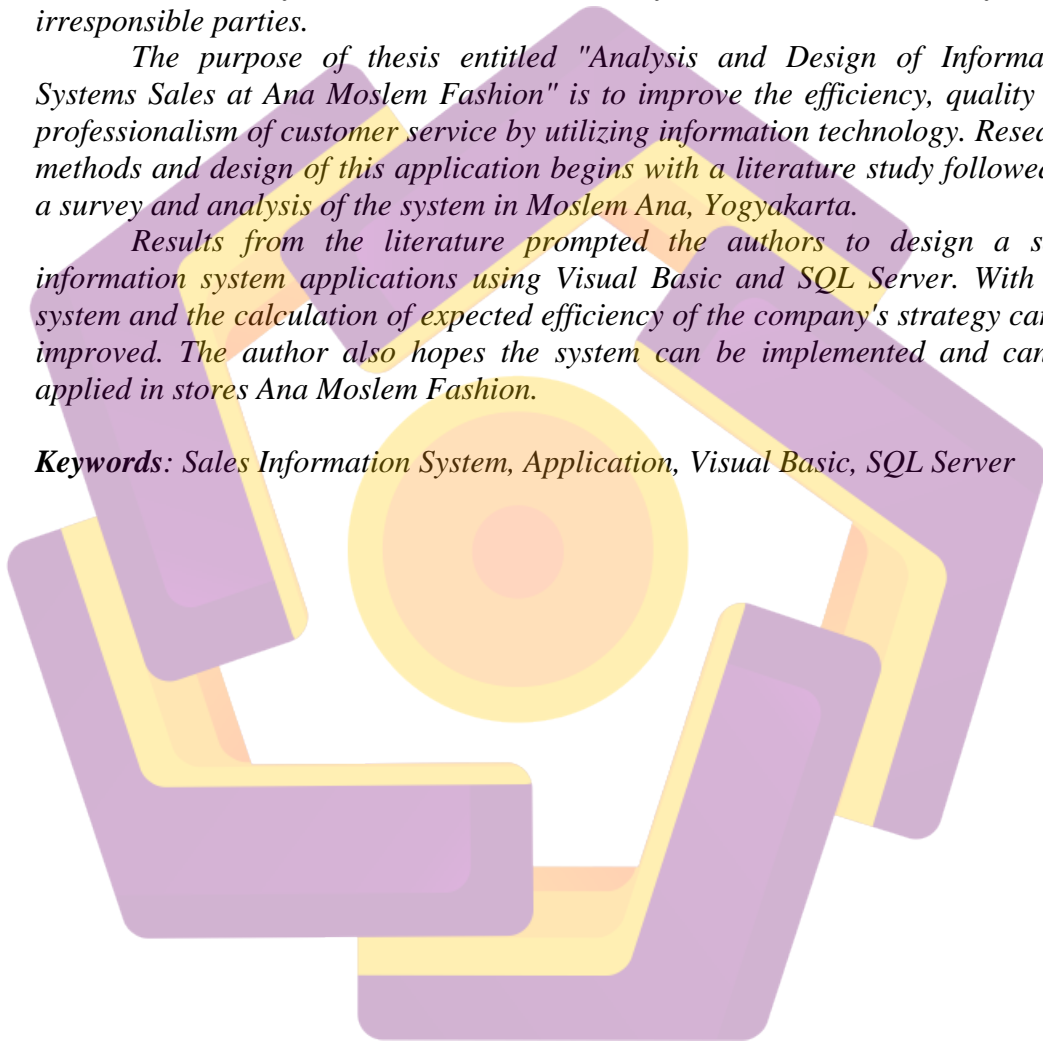 irresponsible parties.
The purpose of thesis entitled "Analysis and Design of Informa
Systems Sales at Ana Moslem Fashion" is to improve the efficiency, quality
professionalism of customer service by utilizing information technology. Resea
methods and design of this application begins with a literature study followed
a survey and analysis of the system in Moslem Ana, Yogyakarta.
Results from the literature prompted the authors to design a s
information system applications using Visual Basic and SQL Server. With
system and the calculation of expected efficiency of the company's strategy can
improved. The author also hopes the system can be implemented and can
applied in stores Ana Moslem Fashion.
Keywords: Sales Information System, Application, Visual Basic, SQL Server